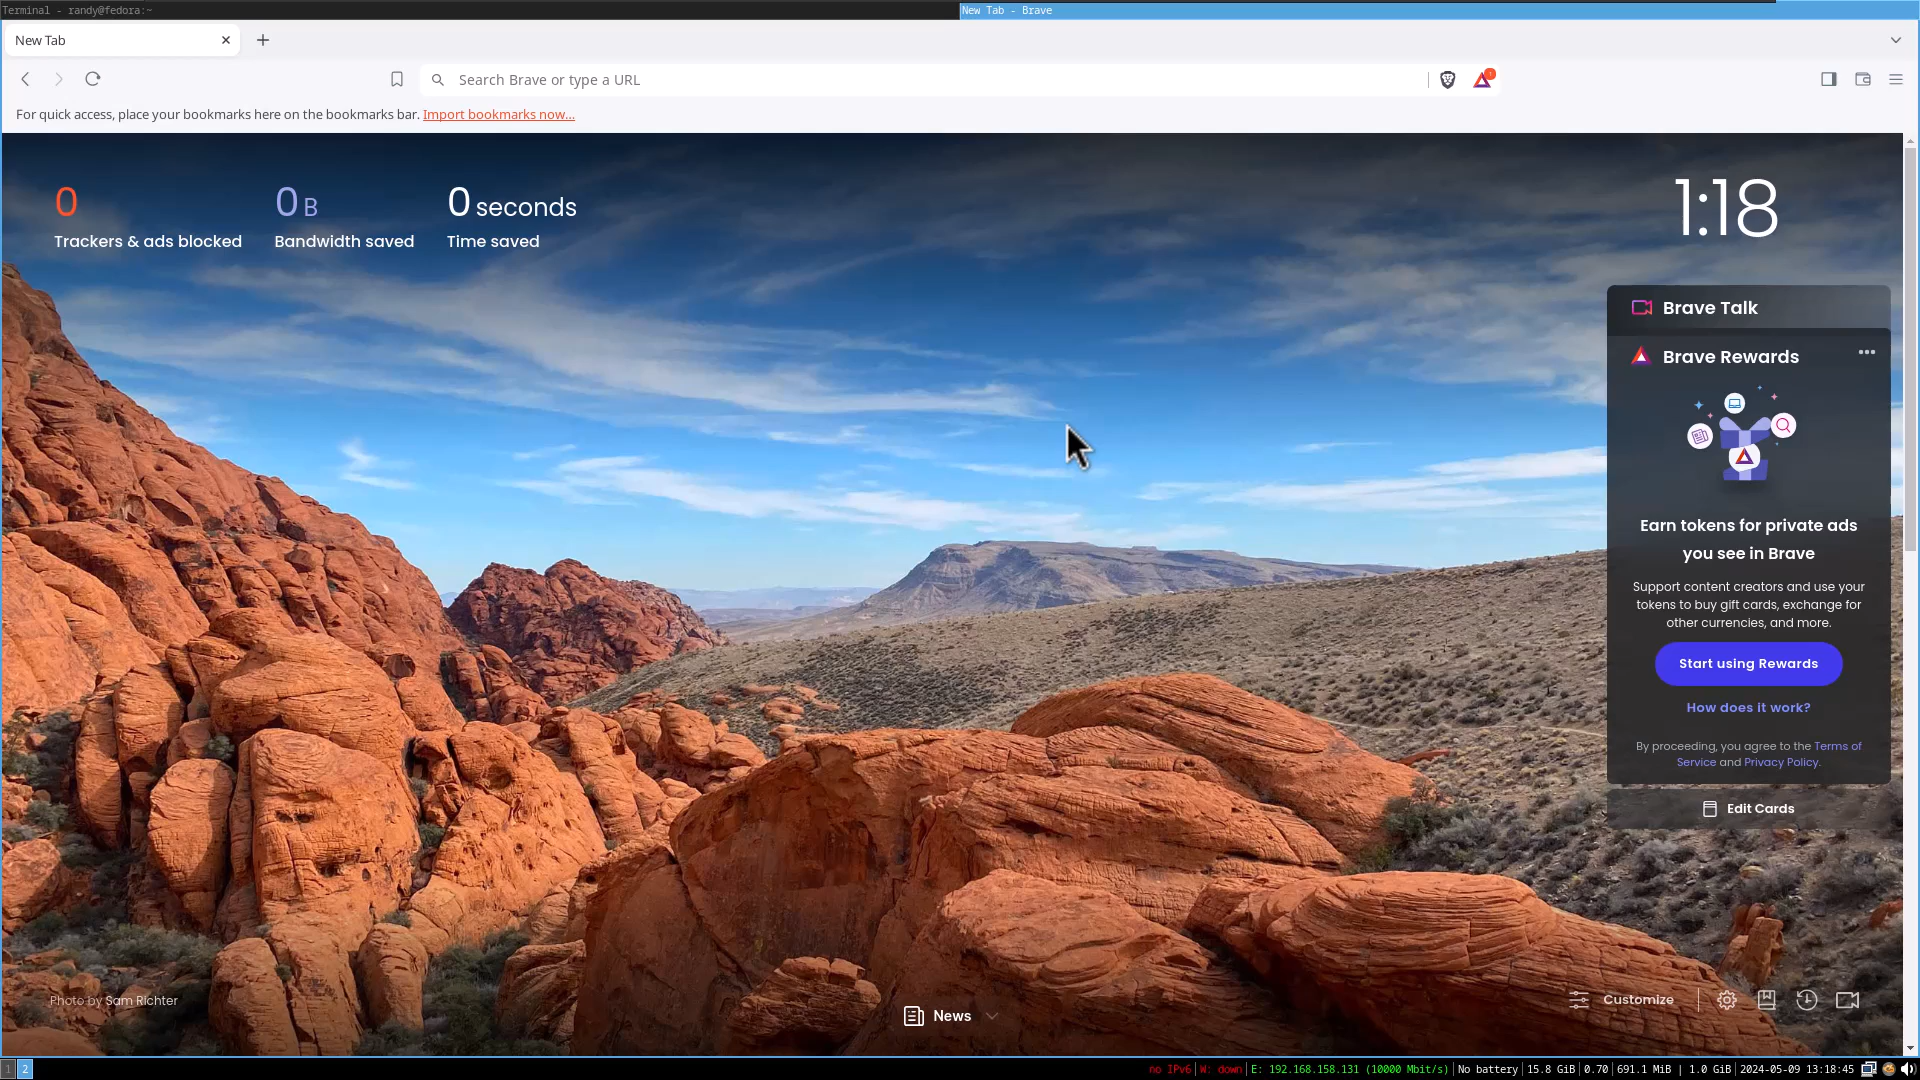 Terminal - randy@fedora:~
New Tab - Brave
New Tab
Search Brave or type a URL
1
For quick access, place your bookmarks here on the bookmarks bar. Import bookmarks now...
0
Trackers & ads blocked
0 B
Bandwidth saved
0 seconds
Time saved
1:18
Brave Talk
Brave Rewards
Earn tokens for private ads
you see in Brave
Support content creators and use your
tokens to buy gift cards, exchange for
other currencies, and more.
Start using Rewards
How does it work?
By proceeding, you agree to the Terms of
Service and Privacy Policy.
Edit Cards
Photo by Sam Richter
News
Customize
1 2
no IPv6 | W: down | E: 192.168.158.131 (10000 Mbit/s) | No battery | 15.8 GiB | 0.70 | 691.1 MiB | 1.0 GiB | 2024-05-09 13:18:45